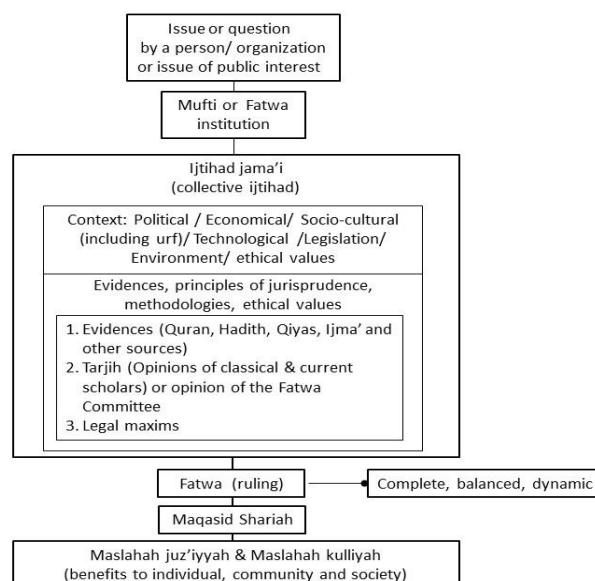 Issue or question
by a person/ organization
or issue of public interest
Mufti or Fatwa
institution
Ijtihad jama’i
(collective ijtihad)
Context: Political / Economical/ Socio-cultural
(including urf)/ Technological /Legislation/
Environment/ ethical values
Evidences, principles of jurisprudence,
methodologies, ethical values
1. Evidences (Quran, Hadith, Qiyas, Ijma’ and
other sources)
2. Tarjih (Opinions of classical & current
scholars) or opinion of the Fatwa
Committee
3. Legal maxims
Fatwa (ruling)
Complete, balanced, dynamic
Maqasid Shariah
Maslahah juz’iyyah & Maslahah kulliyah
(benefits to individual, community and society)